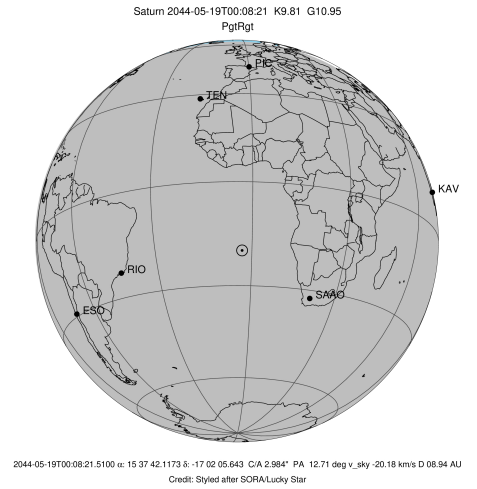 Saturn 2044-05-19T00:08:21 K9.81 G10.95
PgtRgt
PIC
TEN
KAV
RIO
SAAO
ESO
2044-05-19T00:08:21.5100 α: 15 37 42.1173 δ: -17 02 05.643 C/A 2.984" PA 12.71 deg v_sky -20.18 km/s D 08.94 AU
Credit: Styled after SORA/Lucky Star